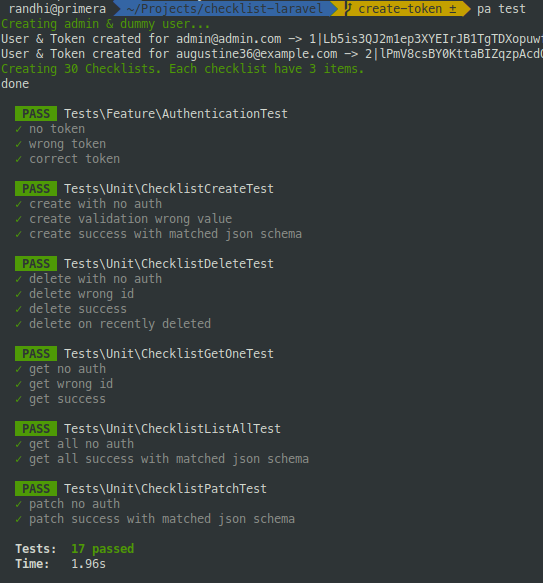 randhi@primera ~/Projects/checklist-laravel create-token ± pa test
Creating admin & dummy user...
User & Token created for admin@admin.com -> 1|Lb5is3QJ2m1ep3XYEIrJB1TgTDXopuw
User & Token created for augustine36@example.com -> 2|lPmV8csBY0KttaBIZqzpAcd
Creating 30 Checklists. Each checklist have 3 items.
done
PASS Tests\Feature\AuthenticationTest
✓ no token
✓ wrong token
✓ correct token
PASS Tests\Unit\ChecklistCreateTest
✓ create with no auth
✓ create validation wrong value
✓ create success with matched json schema
PASS Tests\Unit\ChecklistDeleteTest
✓ delete with no auth
✓ delete wrong id
✓ delete success
✓ delete on recently deleted
PASS Tests\Unit\ChecklistGetOneTest
✓ get no auth
✓ get wrong id
✓ get success
PASS Tests\Unit\ChecklistListAllTest
✓ get all no auth
✓ get all success with matched json schema
PASS Tests\Unit\ChecklistPatchTest
✓ patch no auth
✓ patch success with matched json schema
Tests: 17 passed
Time: 1.96s